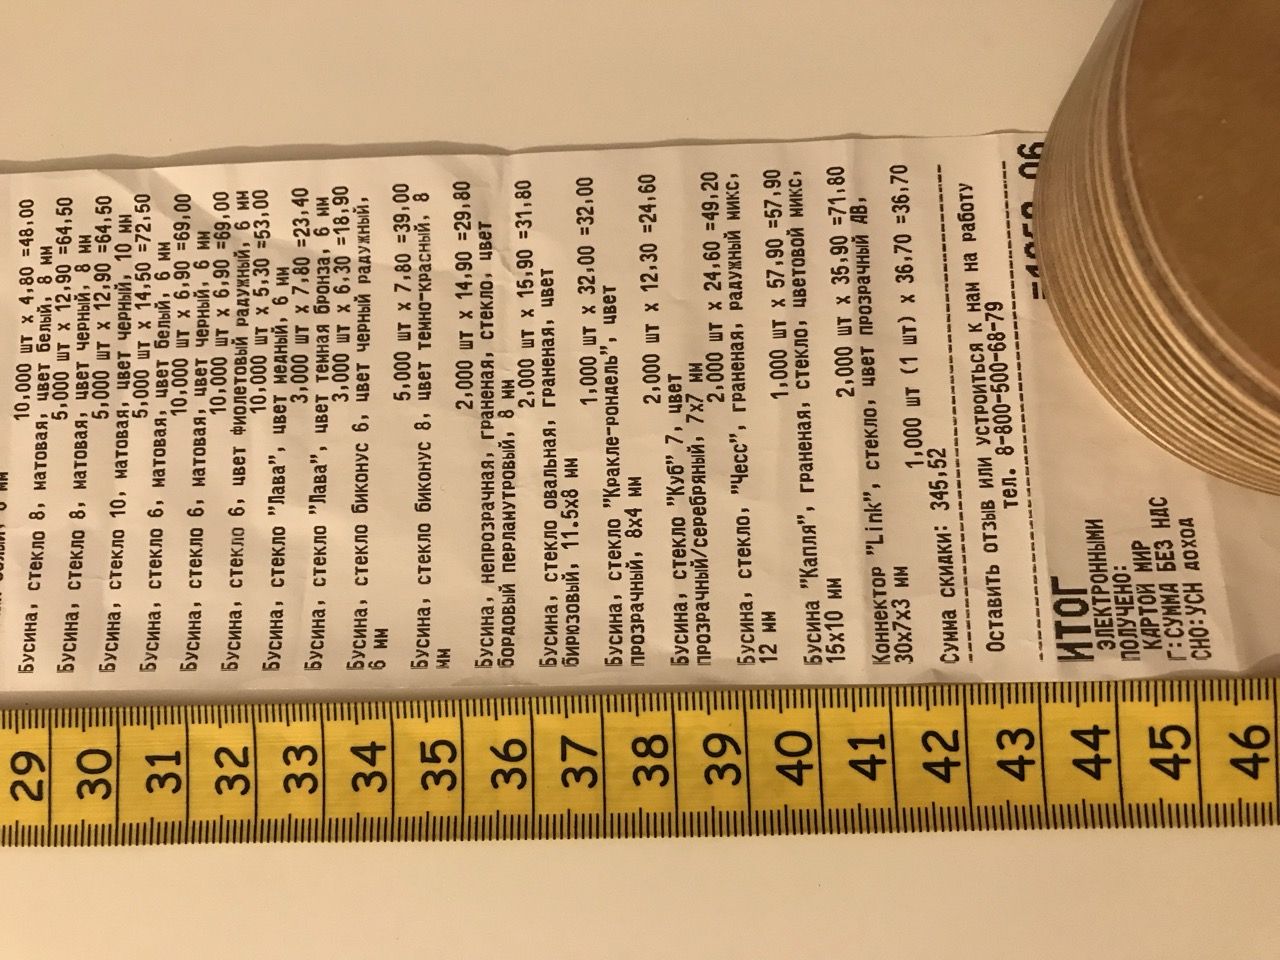 10,000 шт х 4,80 =48,00
Бусина, стекло 8, матовая, цвет белый, 8 мм
5,000 шт х 12,90 =64,50
Бусина, стекло 8, матовая, цвет черный, 8 мм
5,000 шт х 12,90 =64,50
Бусина, стекло 10, матовая, цвет черный, 10 мм
5,000 шт х 14,50 =72,50
Бусина, стекло 6, матовая, цвет белый, 6 мм
10,000 шт х 6,90 =69,00
Бусина, стекло 6, матовая, цвет черный, 6 мм
10,000 шт х 6,90 =69,00
Бусина, стекло 6, цвет фиолетовый радужный, 6 мм
10,000 шт х 5,30 =53,00
Бусина, стекло "Лава", цвет медный, 6 мм
3,000 шт х 7,80 =23,40
Бусина, стекло "Лава", цвет темная бронза, 6 мм
3,000 шт х 6,30 =18,90
Бусина, стекло биконус 6, цвет черный радужный,
6 мм
5,000 шт х 7,80 =39,00
Бусина, стекло биконус 8, цвет темно-красный, 8
мм
2,000 шт х 14,90 =29,80
Бусина, непрозрачная, граненая, стекло, цвет
бордовый перламутровый, 8 мм
2,000 шт х 15,90 =31,80
Бусина, стекло овальная, граненая, цвет
бирюзовый, 11.5х8 мм
1,000 шт х 32,00 =32,00
Бусина, стекло "Кракле-рондель", цвет
прозрачный, 8х4 мм
2,000 шт х 12,30 =24,60
Бусина, стекло "Куб" 7, цвет
прозрачный/серебряный, 7х7 мм
2,000 шт х 24,60 =49,20
Бусина, стекло, "Чесс", граненая, радужный микс,
12 мм
1,000 шт х 57,90 =57,90
Бусина "Капля", граненая, стекло, цветовой микс,
15х10 мм
2,000 шт х 35,90 =71,80
Коннектор "Link", стекло, цвет прозрачный АВ,
30х7х3 мм
1,000 шт (1 шт) х 36,70 =36,70
Сумма скидки: 345,52
Оставить отзыв или устроиться к нам на работу
тел. 8-800-500-68-79
ИТОГ
ЭЛЕКТРОННЫМИ
ПОЛУЧЕНО:
КАРТОЙ МИР
Г:СУММА БЕЗ НДС
СНО:УСН ДОХОД
29 30 31 32 33 34 35 36 37 38 39 40 41 42 43 44 45 46